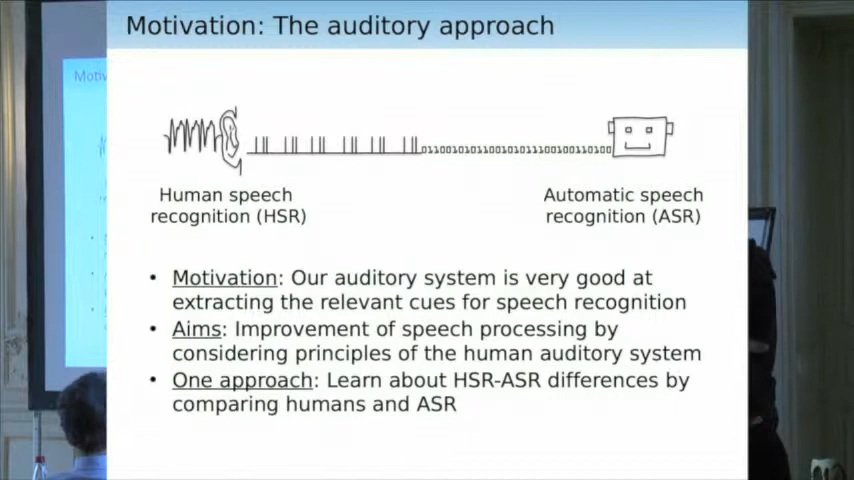 Motivation: The auditory approach
Motiv
011001010110010101110010011010
Human speech
recognition (HSR)
Automatic speech
recognition (ASR)
• Motivation: Our auditory system is very good at
extracting the relevant cues for speech recognition
• Aims: Improvement of speech processing by
considering principles of the human auditory system
• One approach: Learn about HSR-ASR differences by
comparing humans and ASR